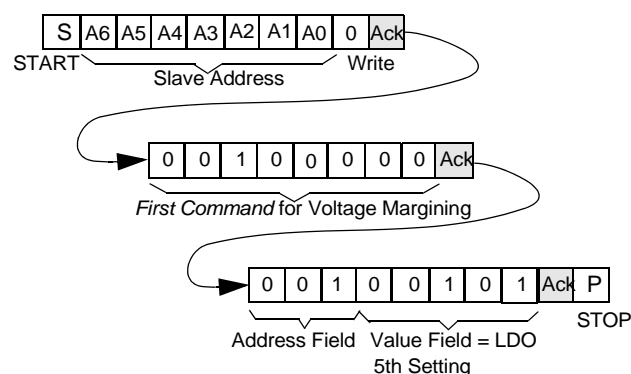 S A6 A5 A4 A3 A2 A1 A0 0 Ack
START Slave Address Write
0 0 1 0 0 0 0 0 Ack
First Command for Voltage Margining
0 0 1 0 0 1 0 1 Ack P
STOP
Address Field Value Field = LDO
5th Setting